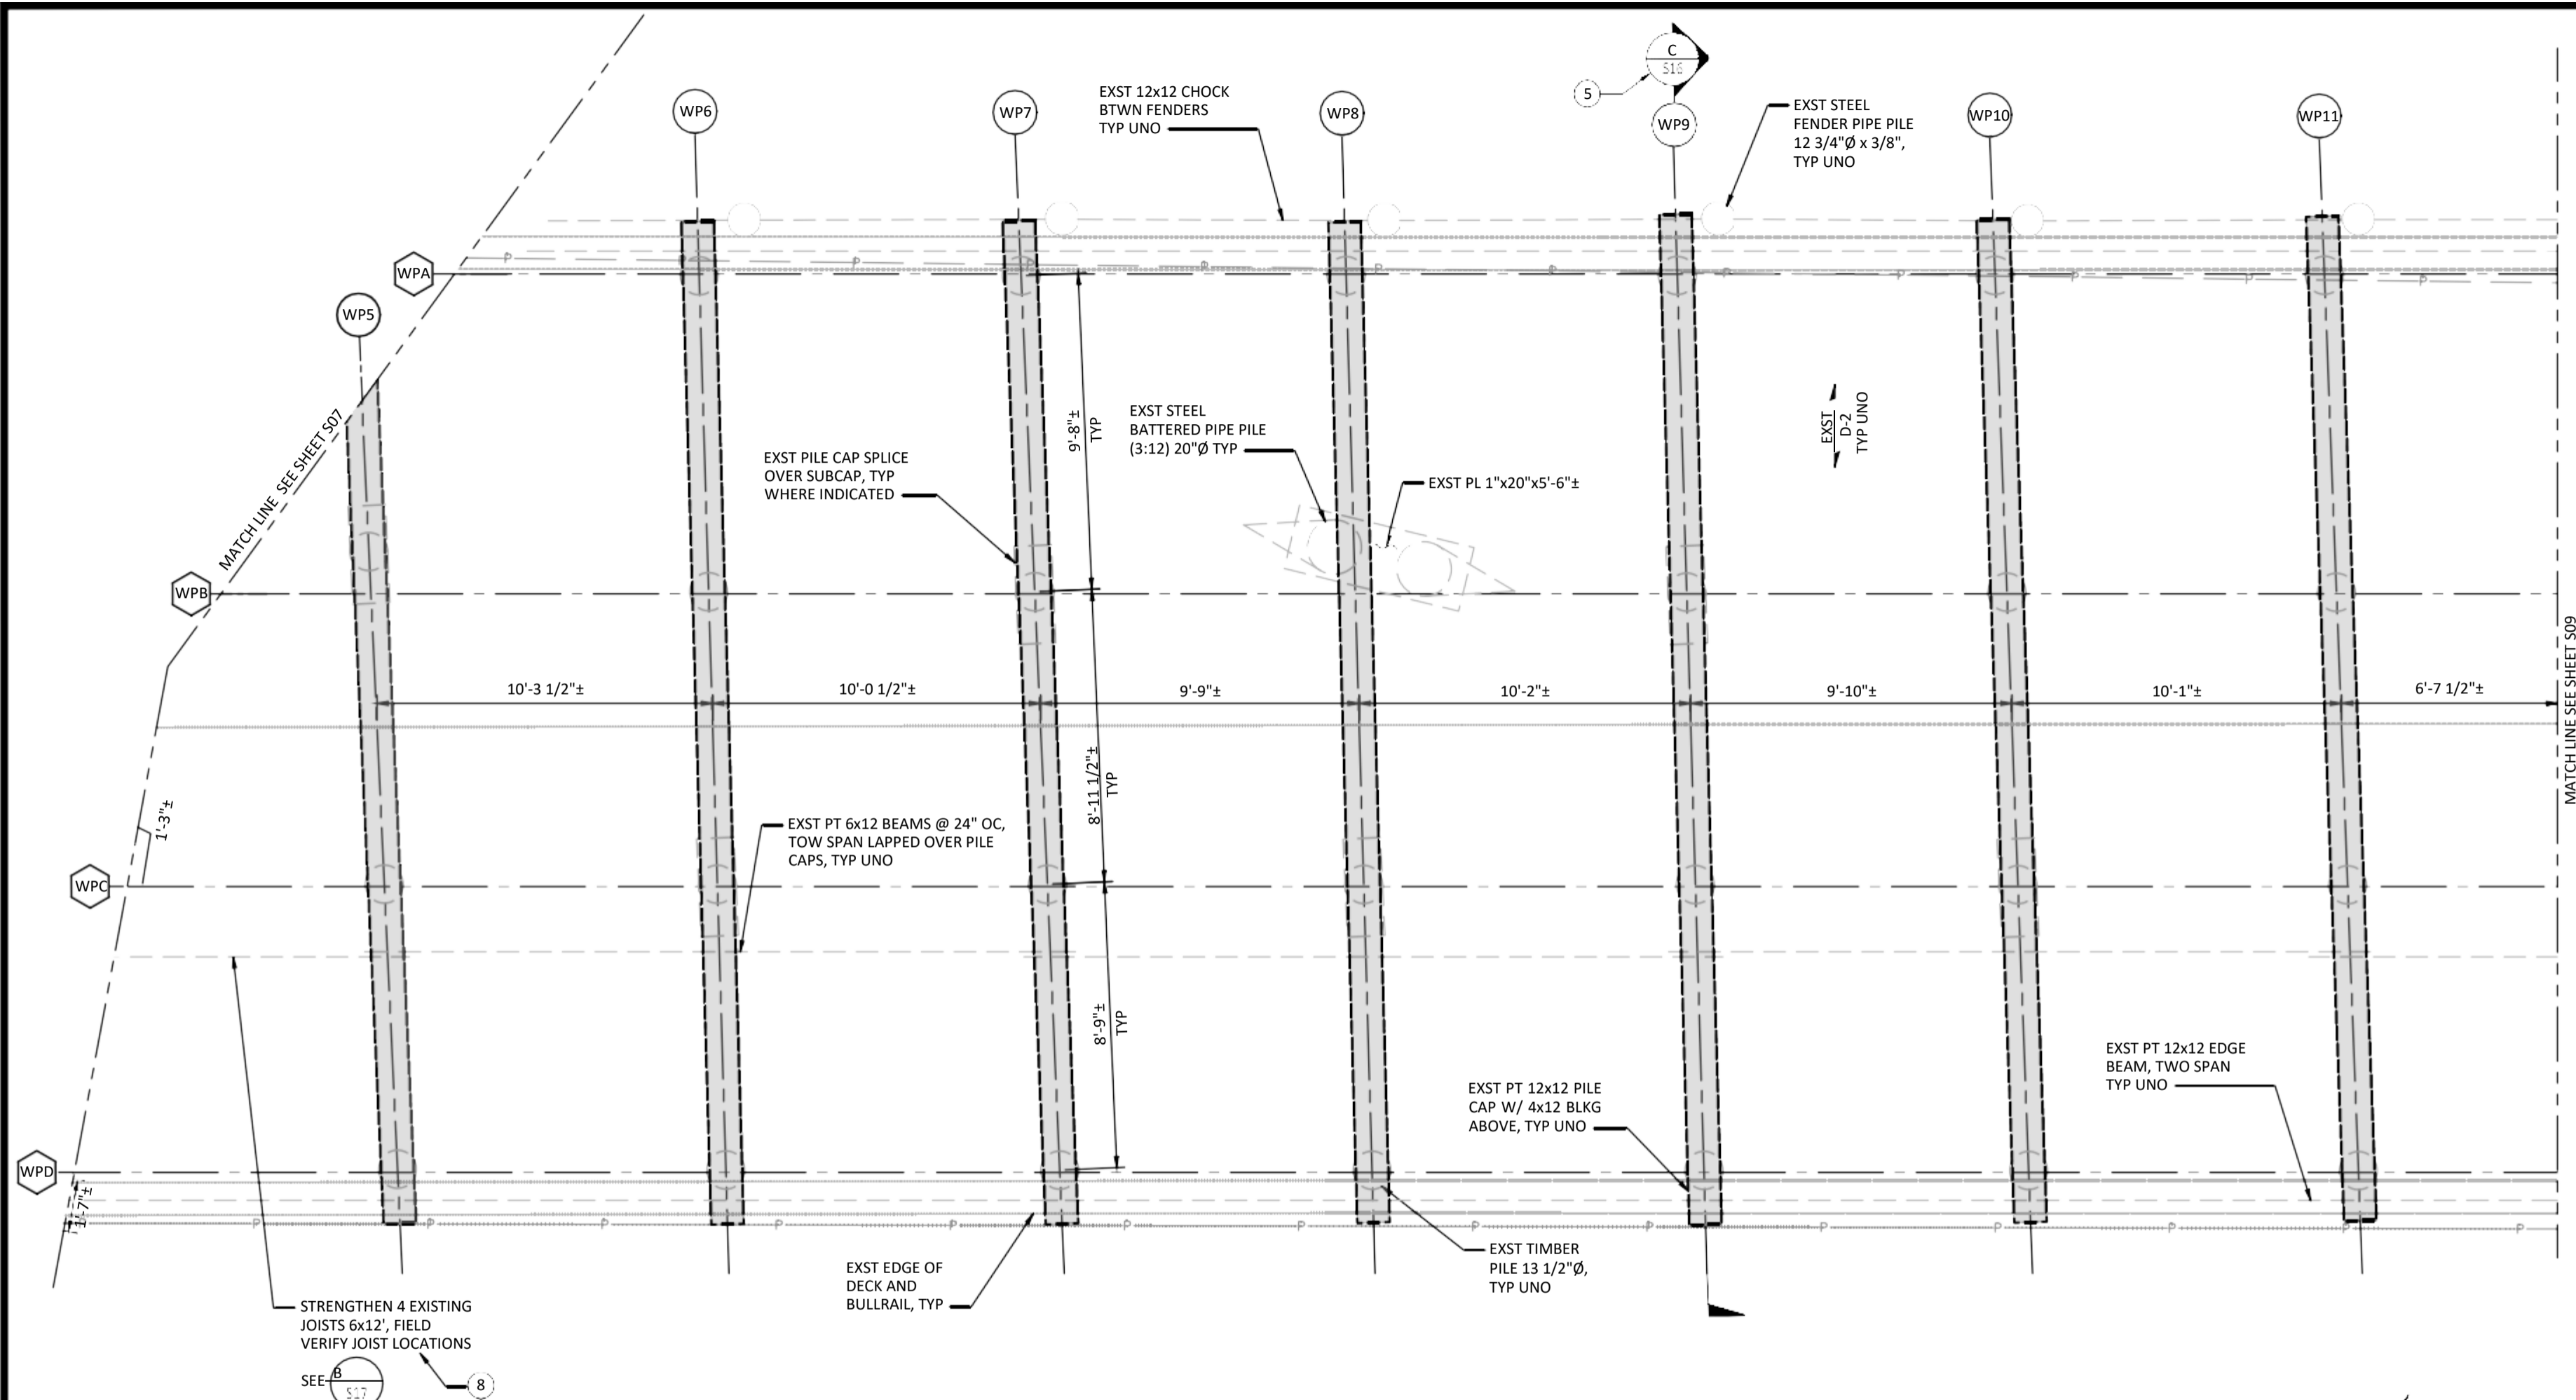 C
S16
5
WP6
WP7
WP8
WP9
WP10
WP11
EXST 12x12 CHOCK
BTWN FENDERS
TYP UNO
EXST STEEL
FENDER PIPE PILE
12 3/4"Ø x 3/8",
TYP UNO
WPA
P
P
P
P
P
P
P
P
P
P
P
P
WP5
MATCH LINE SEE SHEET S07
9'-8"±
TYP
EXST STEEL
BATTERED PIPE PILE
(3:12) 20"Ø TYP
EXST
D-2
TYP UNO
EXST PILE CAP SPLICE
OVER SUBCAP, TYP
WHERE INDICATED
EXST PL 1"x20"x5'-6"±
WPB
10'-3 1/2"±
10'-0 1/2"±
9'-9"±
10'-2"±
9'-10"±
10'-1"±
6'-7 1/2"±
MATCH LINE SEE SHEET S09
8'-11 1/2"±
TYP
1'-3"±
EXST PT 6x12 BEAMS @ 24" OC,
TOW SPAN LAPPED OVER PILE
CAPS, TYP UNO
WPC
8'-9"±
TYP
EXST PT 12x12 EDGE
BEAM, TWO SPAN
TYP UNO
EXST PT 12x12 PILE
CAP W/ 4x12 BLKG
ABOVE, TYP UNO
WPD
1'-7"±
P
P
P
P
P
P
P
P
P
P
P
P
P
P
EXST EDGE OF
DECK AND
BULLRAIL, TYP
EXST TIMBER
PILE 13 1/2"Ø,
TYP UNO
STRENGTHEN 4 EXISTING
JOISTS 6x12', FIELD
VERIFY JOIST LOCATIONS
SEE B
S17
8